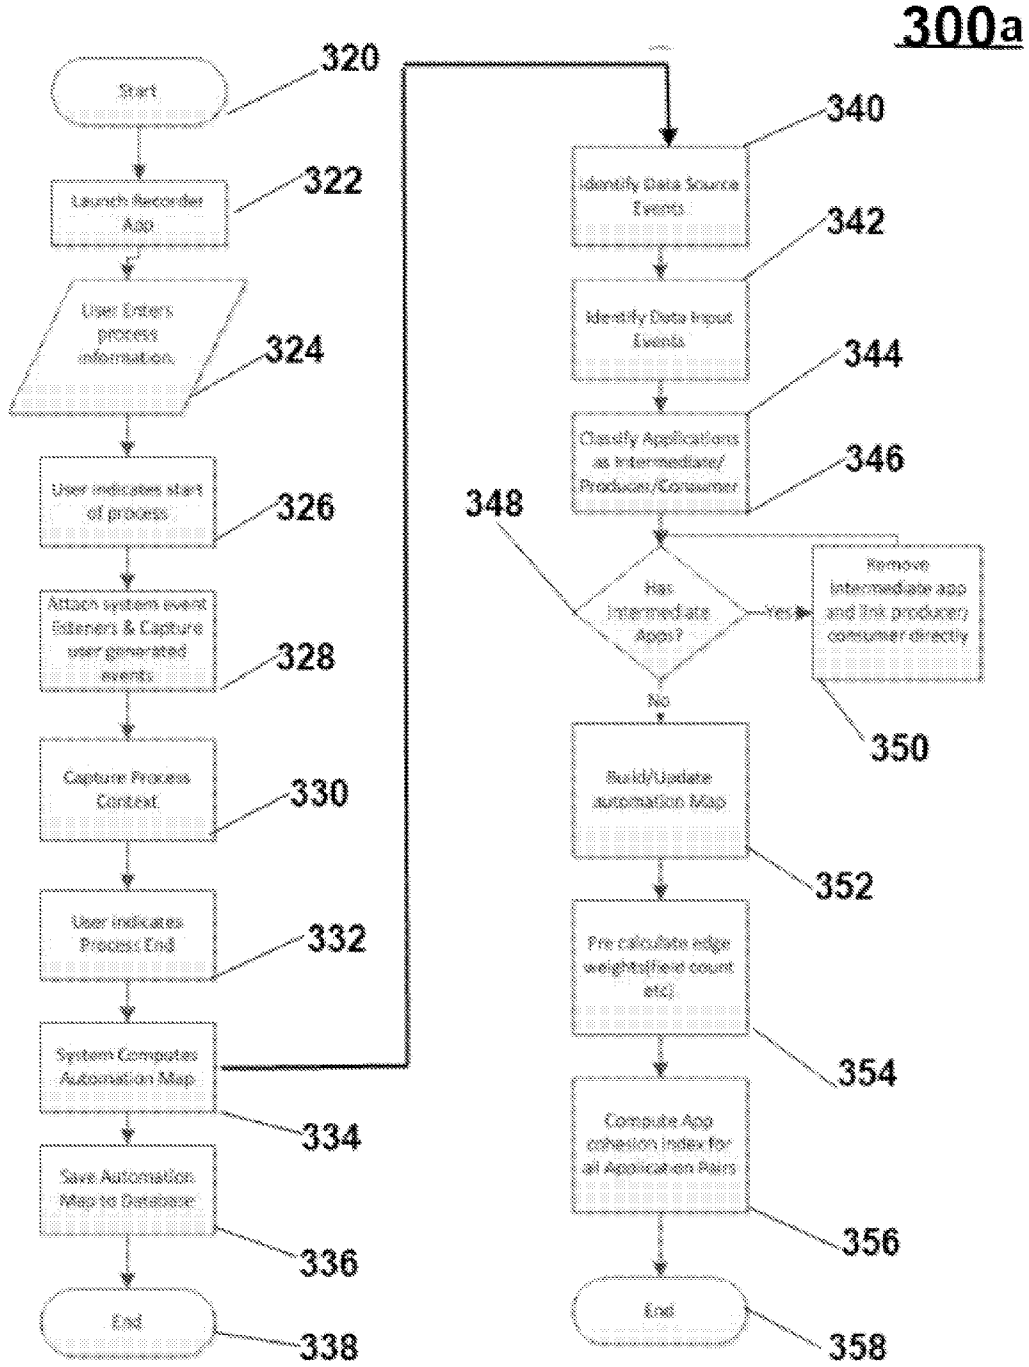 300a
320
Start
322
Launch Recorder
App
User Enters
process
information.
324
User indicates start
of process
326
Attach system event
listeners & Capture
user generated
events
328
Capture Process
Context.
330
User indicates
Process End
332
System Computes
Automation Map
334
Save Automation
Map to Database
336
End
338
340
Identify Data Source
Events.
342
Identify Data Input
Events
344
Classify Applications
as Intermediate/
Producer/Consumer
346
348
Has
Intermediate
Apps?
Yes
Remove
Intermediate app
and link producer/
consumer directly
350
No
Build/Update
automation Map
352
Pre calculate edge
weights(field count
etc)
354
Compute App
cohesion index for
all Application Pairs
356
End
358